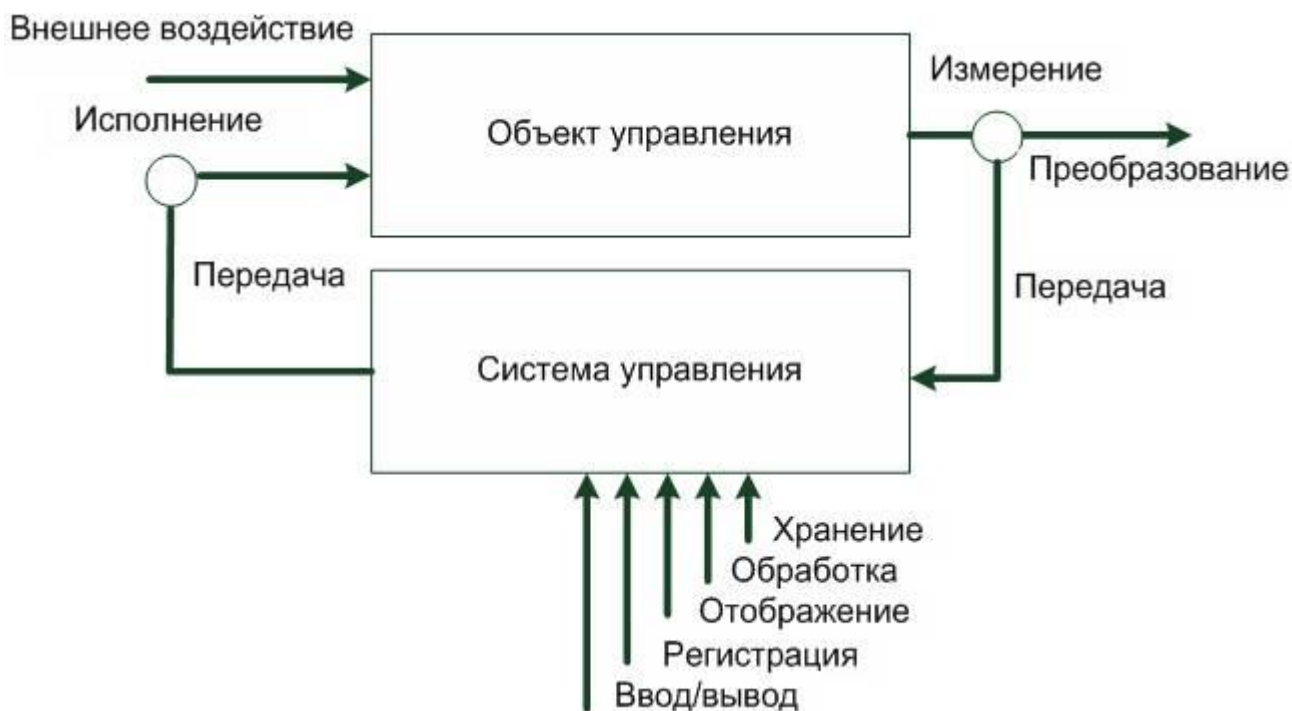 Внешнее воздействие
Измерение
Исполнение
Объект управления
Преобразование
Передача
Передача
Система управления
Хранение
Обработка
Отображение
Регистрация
Ввод/вывод